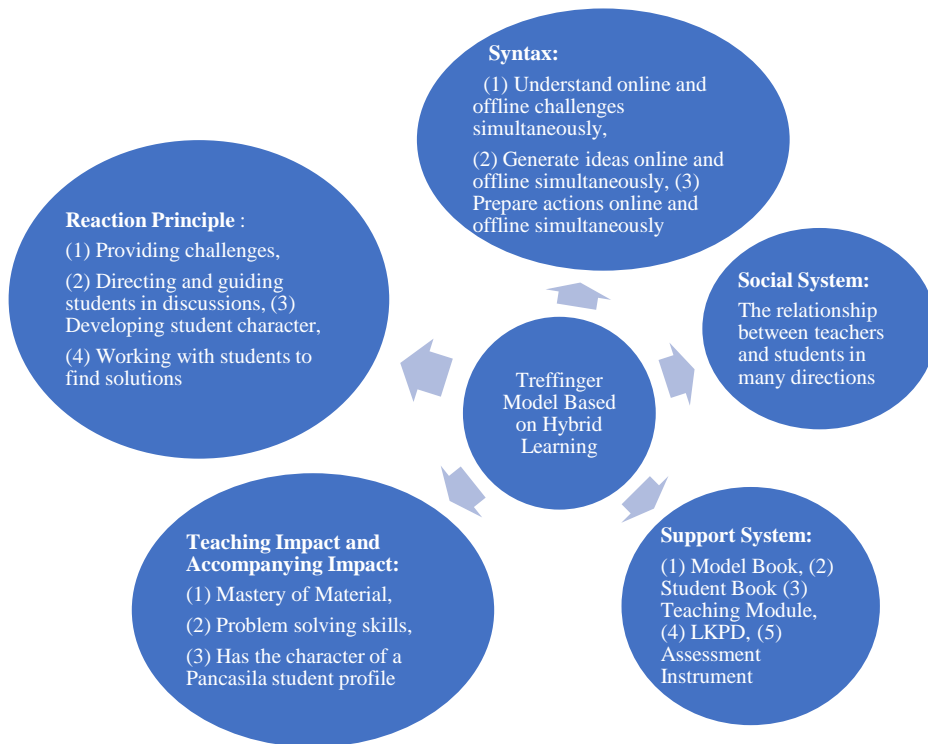 Syntax:
(1) Understand online and
offline challenges
simultaneously,
(2) Generate ideas online and
offline simultaneously, (3)
Prepare actions online and
offline simultaneously
Reaction Principle :
(1) Providing challenges,
(2) Directing and guiding
students in discussions, (3)
Developing student character,
(4) Working with students to
find solutions
Social System:
The relationship
between teachers
and students in
many directions
Treffinger
Model Based
on Hybrid
Learning
Teaching Impact and
Accompanying Impact:
(1) Mastery of Material,
(2) Problem solving skills,
(3) Has the character of a
Pancasila student profile
Support System:
(1) Model Book, (2)
Student Book (3)
Teaching Module,
(4) LKPD, (5)
Assessment
Instrument